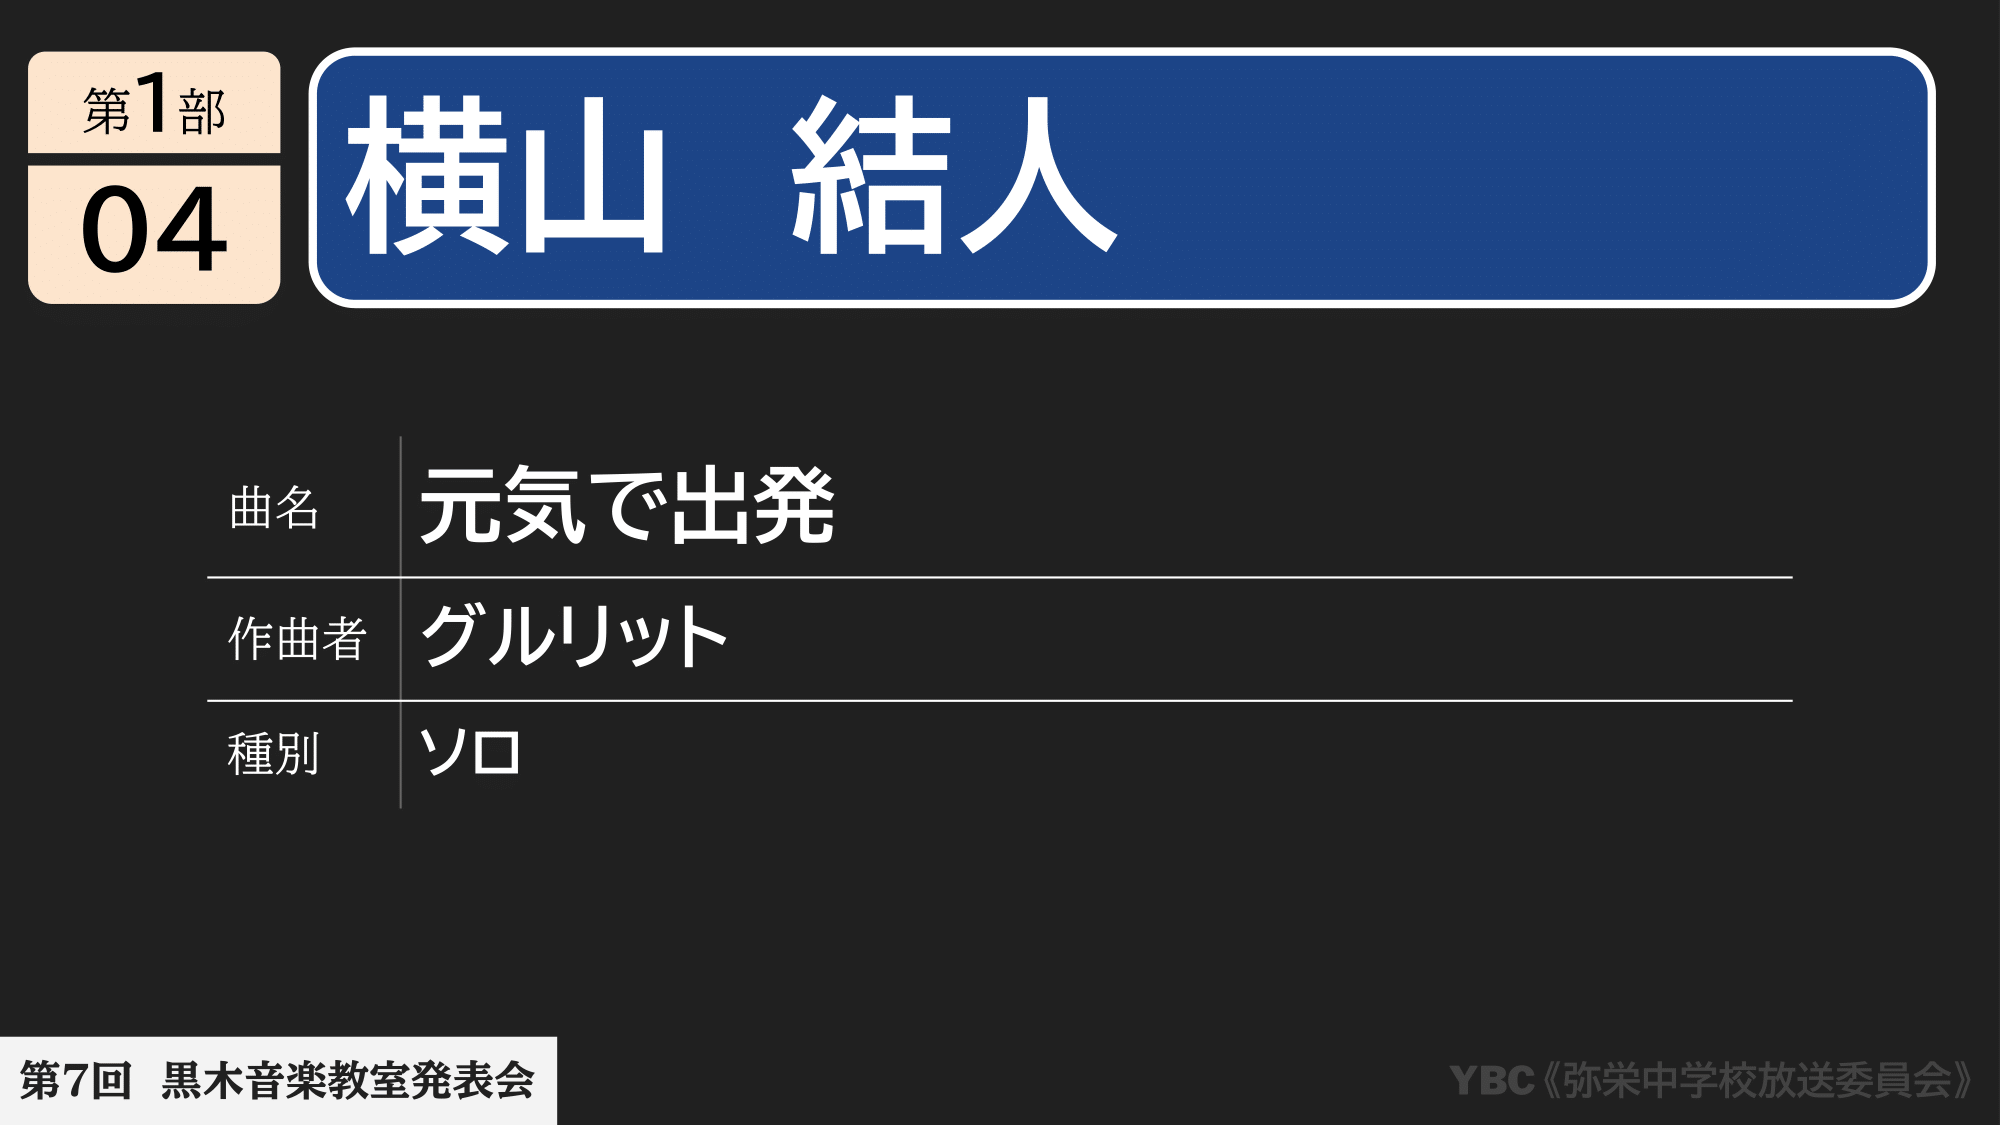 第1部
04
横山 結人
曲名 元気で出発
作曲者 グルリット
種別 ソロ
第7回 黒木音楽教室発表会
YBC《弥栄中学校放送委員会》